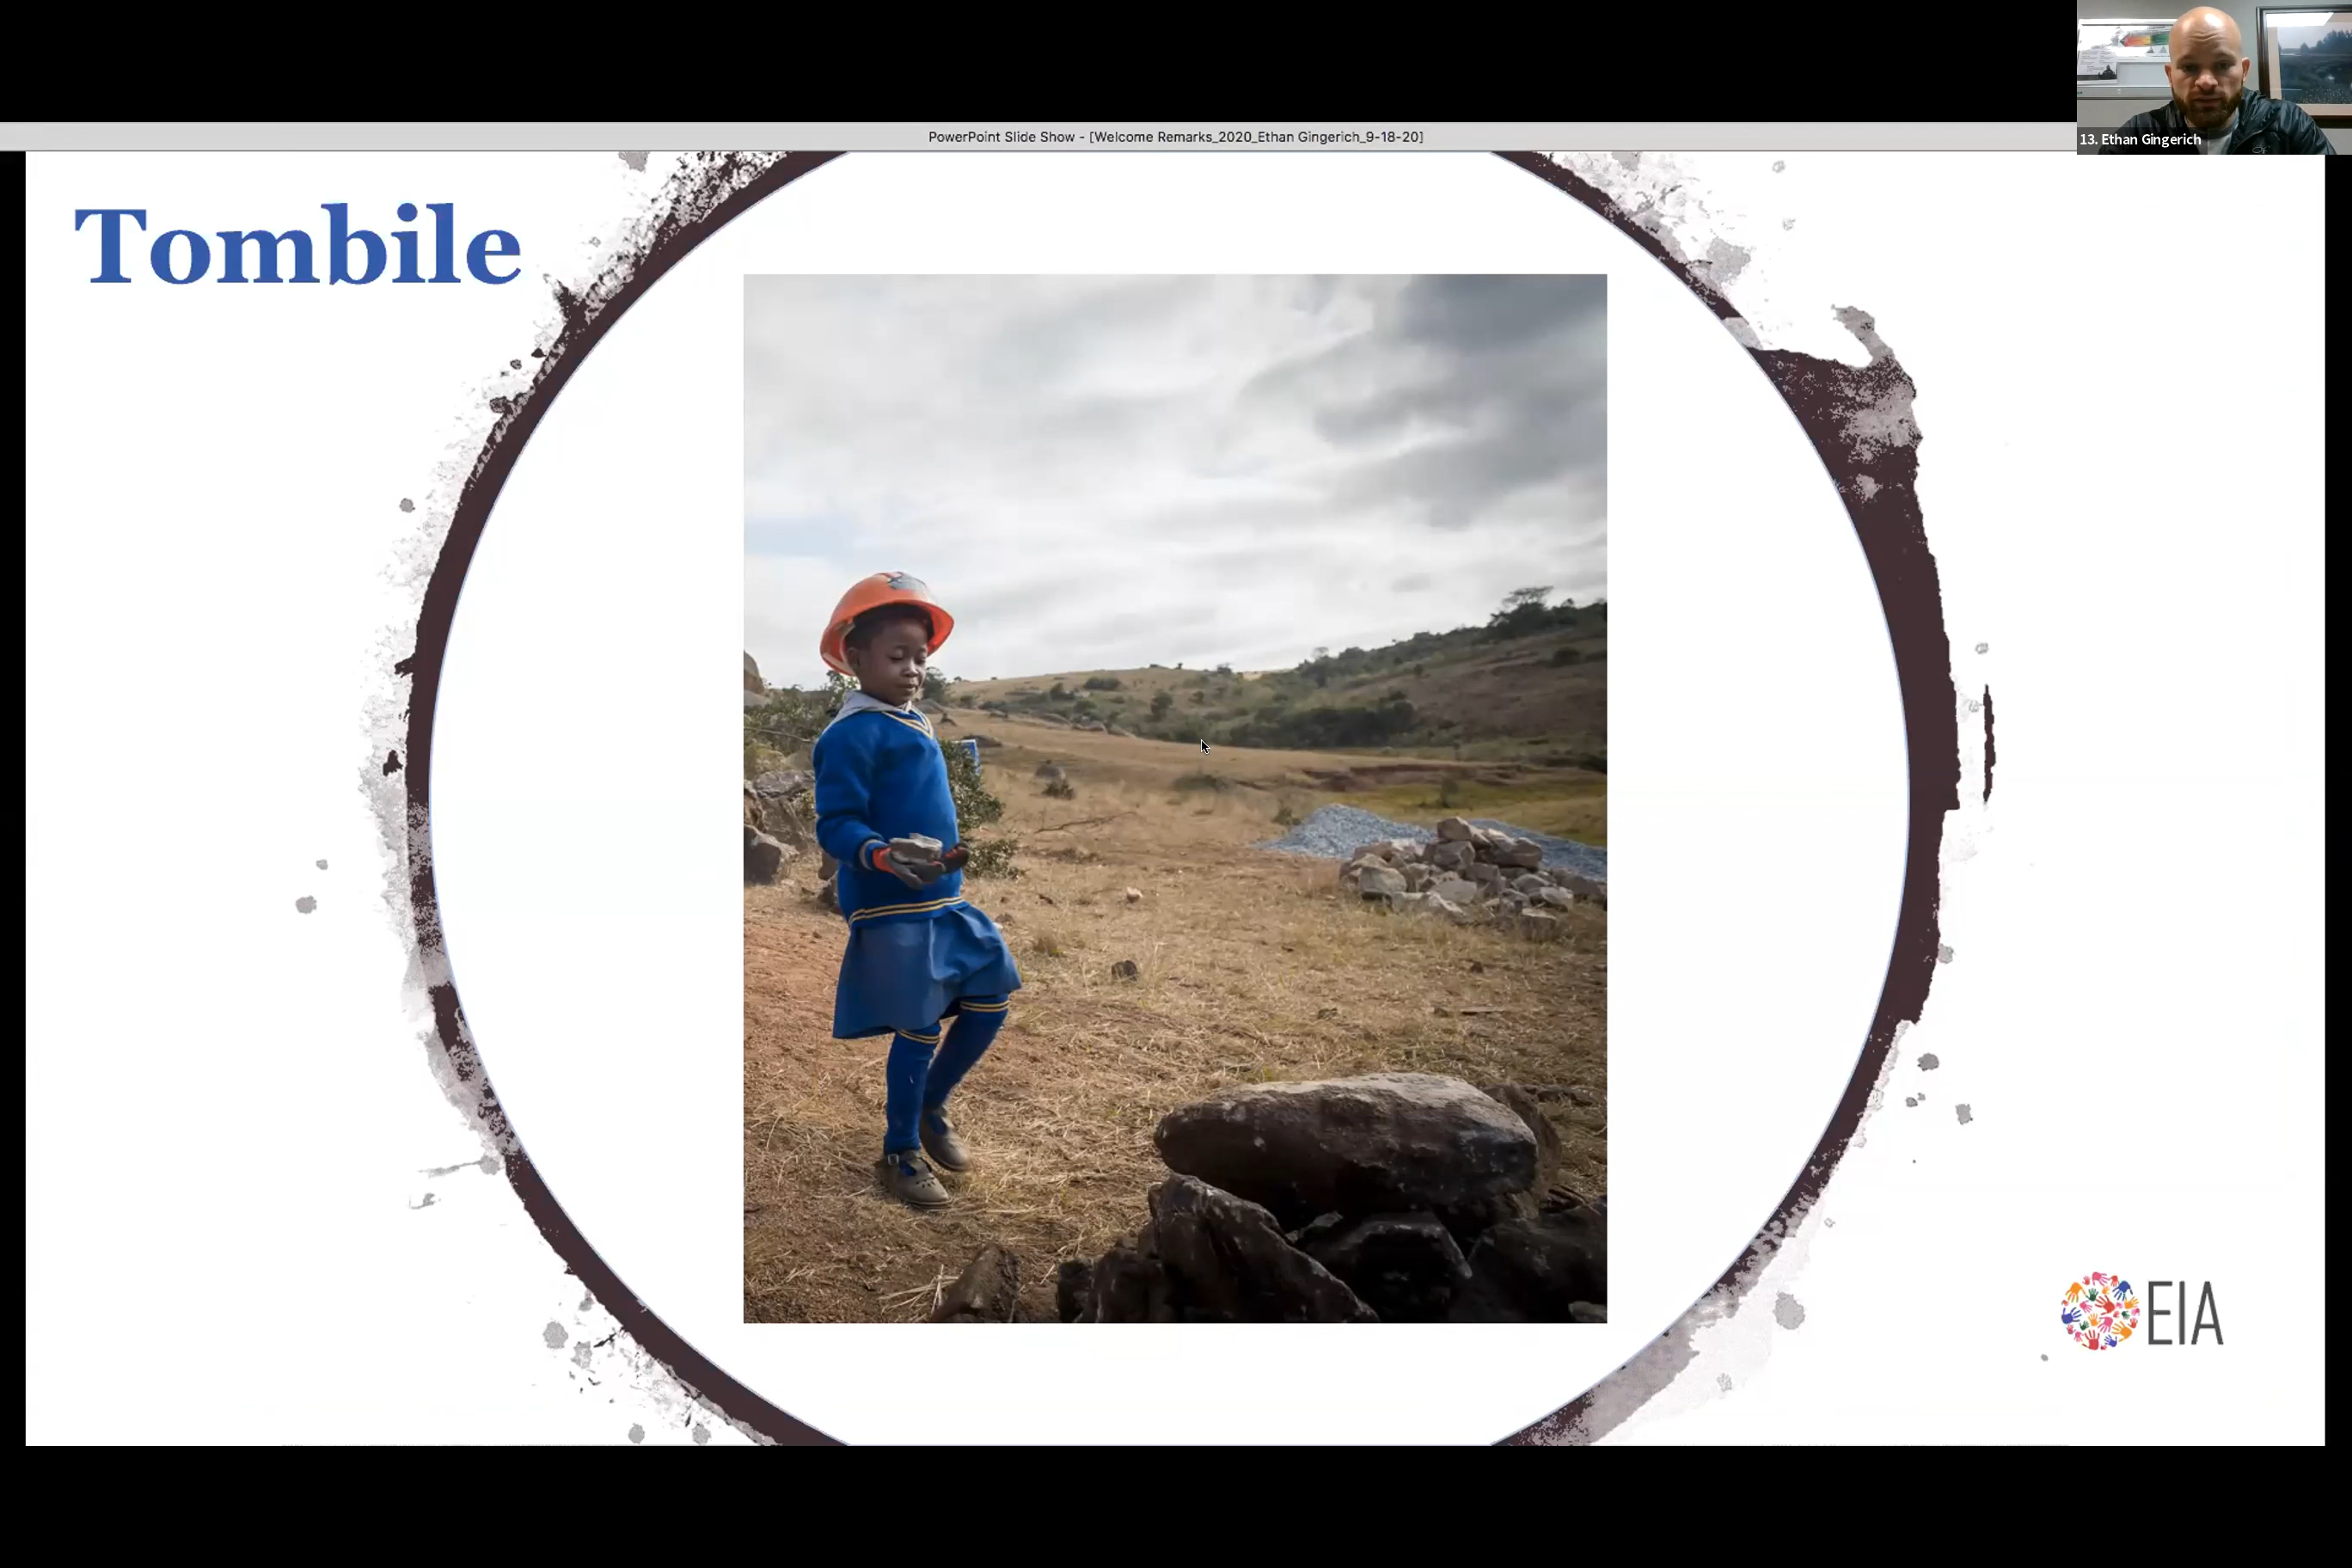 PowerPoint Slide Show - [Welcome Remarks_2020_Ethan Gingerich_9-18-20]
13. Ethan Gingerich
Tombile
EIA